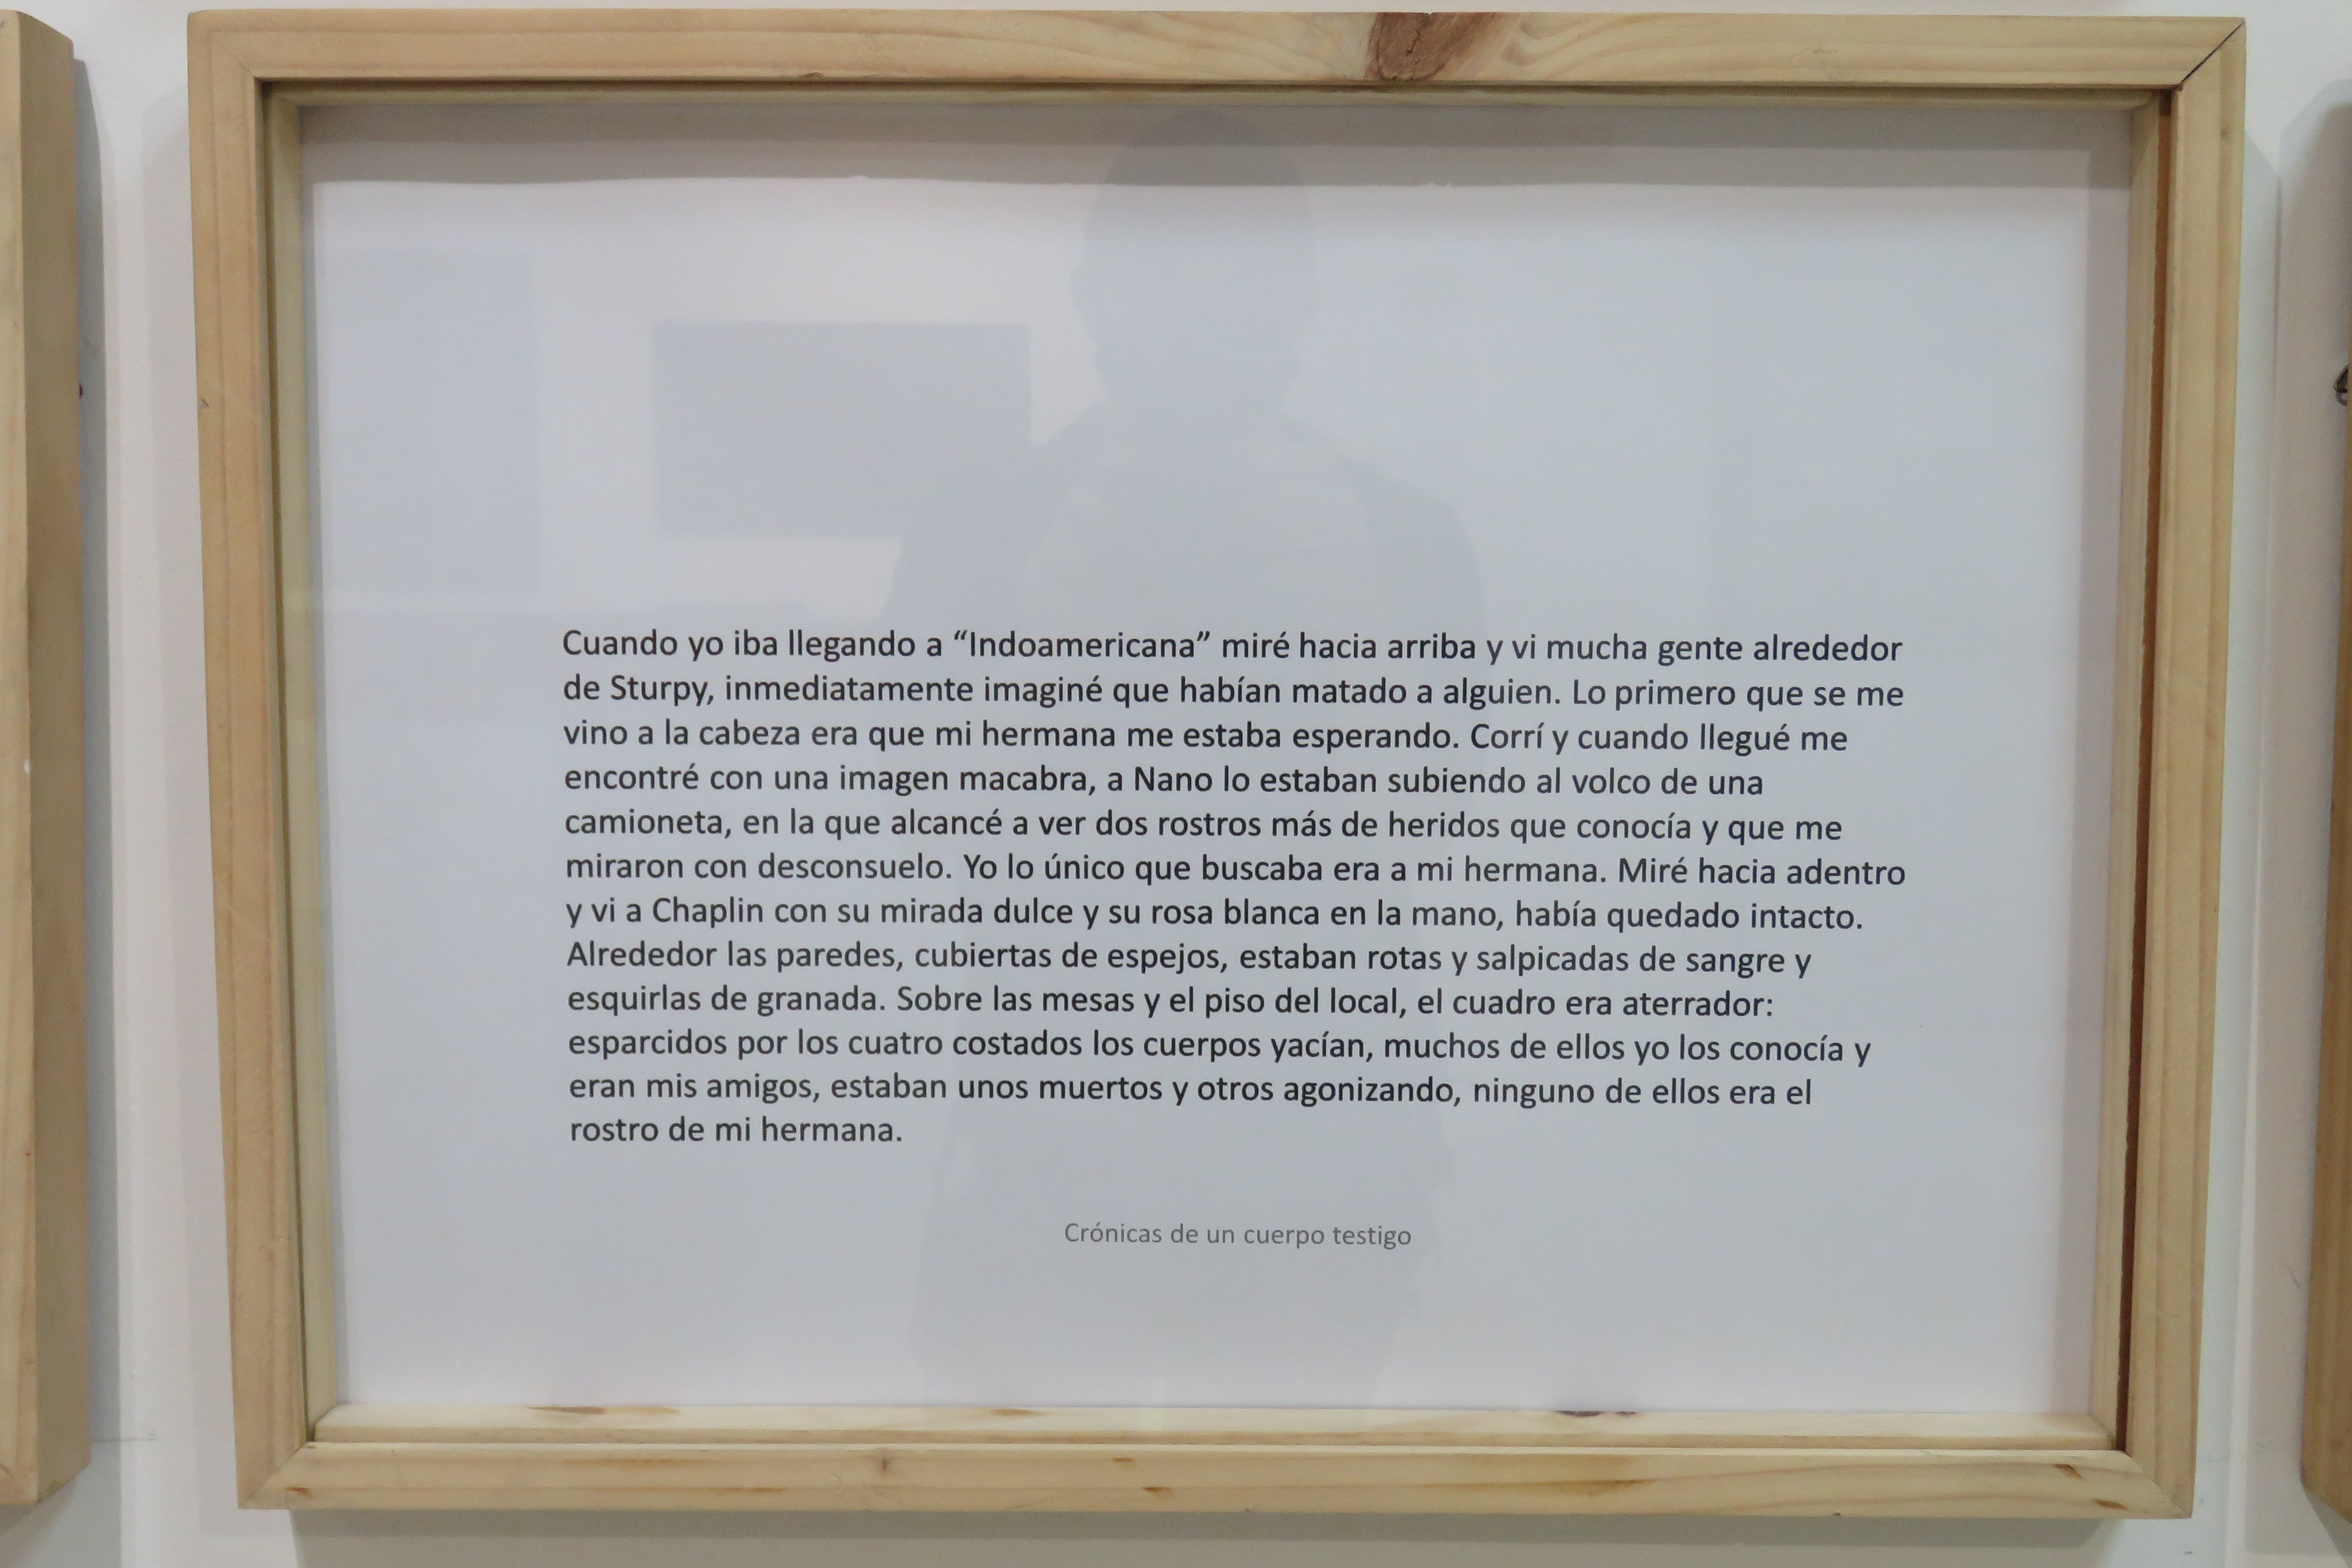 Cuando yo iba llegando a “Indoamericana” miré hacia arriba y vi mucha gente alrededor
de Sturpy, inmediatamente imaginé que habían matado a alguien. Lo primero que se me
vino a la cabeza era que mi hermana me estaba esperando. Corrí y cuando llegué me
encontré con una imagen macabra, a Nano lo estaban subiendo al volco de una
camioneta, en la que alcancé a ver dos rostros más de heridos que conocía y que me
miraron con desconsuelo. Yo lo único que buscaba era a mi hermana. Miré hacia adentro
y vi a Chaplin con su mirada dulce y su rosa blanca en la mano, había quedado intacto.
Alrededor las paredes, cubiertas de espejos, estaban rotas y salpicadas de sangre y
esquirlas de granada. Sobre las mesas y el piso del local, el cuadro era aterrador:
esparcidos por los cuatro costados los cuerpos yacían, muchos de ellos yo los conocía y
eran mis amigos, estaban unos muertos y otros agonizando, ninguno de ellos era el
rostro de mi hermana.
Crónicas de un cuerpo testigo